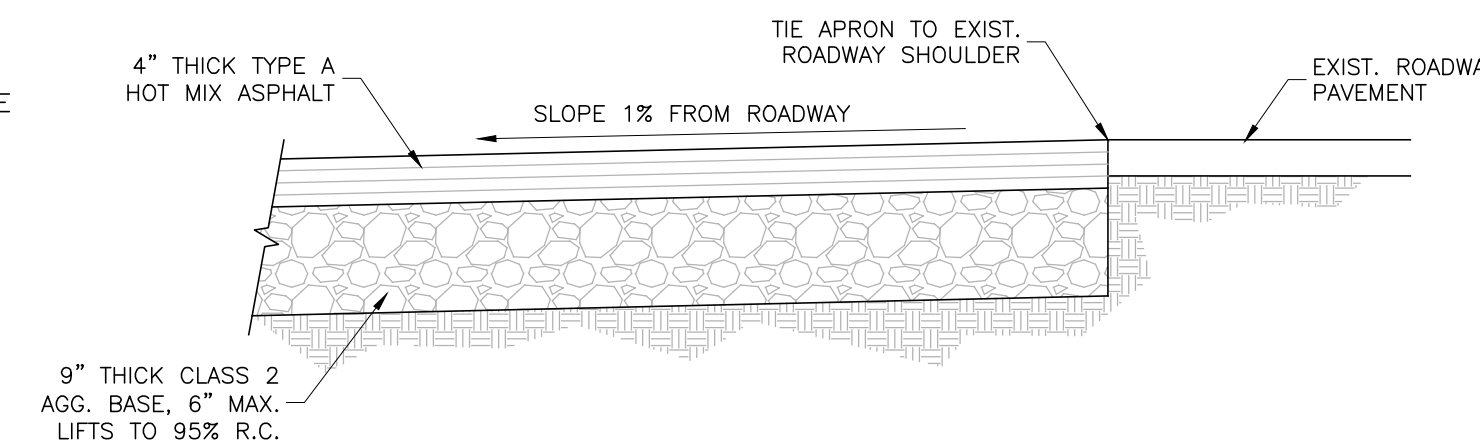 4” THICK TYPE A
HOT MIX ASPHALT
TIE APRON TO EXIST.
ROADWAY SHOULDER
EXIST.
PAVEMENT
SLOPE 1% FROM ROADWAY
9” THICK CLASS 2
AGG. BASE, 6” MAX.
LIFTS TO 95% R.C.